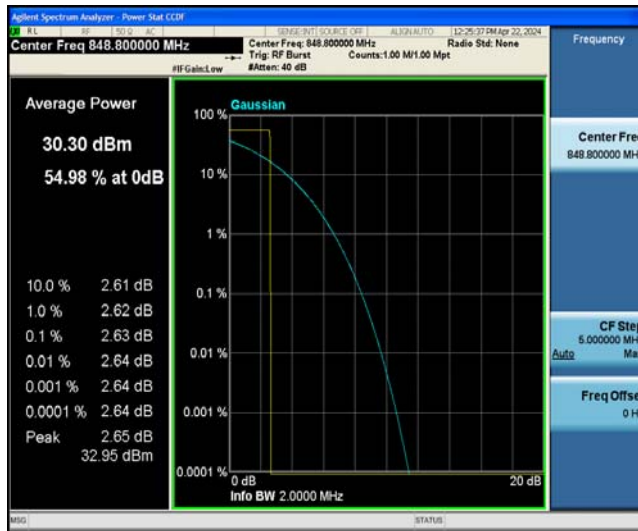 Agilent Spectrum Analyzer - Power Stat CCDF
RL RF 50 Ω AC SENSE:INT SOURCE OFF ALIGN AUTO 12:25:37 PM Apr 22, 2024
Center Freq 848.800000 MHz
Center Freq: 848.800000 MHz Radio Std: None
Trig: RF Burst Counts:1.00 M/1.00 Mpt
#IFGain:Low #Atten: 40 dB
Frequency
Average Power
30.30 dBm
54.98 % at 0dB
10.0 % 2.61 dB
1.0 % 2.62 dB
0.1 % 2.63 dB
0.01 % 2.64 dB
0.001 % 2.64 dB
0.0001 % 2.64 dB
Peak 2.65 dB
32.95 dBm
Gaussian
100 %
10 %
1 %
0.1 %
0.01 %
0.001 %
0.0001 %
0 dB 20 dB
Info BW 2.0000 MHz
Center Fre
848.800000 MH
CF Step
5.000000 MH
Auto Ma
Freq Offse
0 H
MSG STATUS